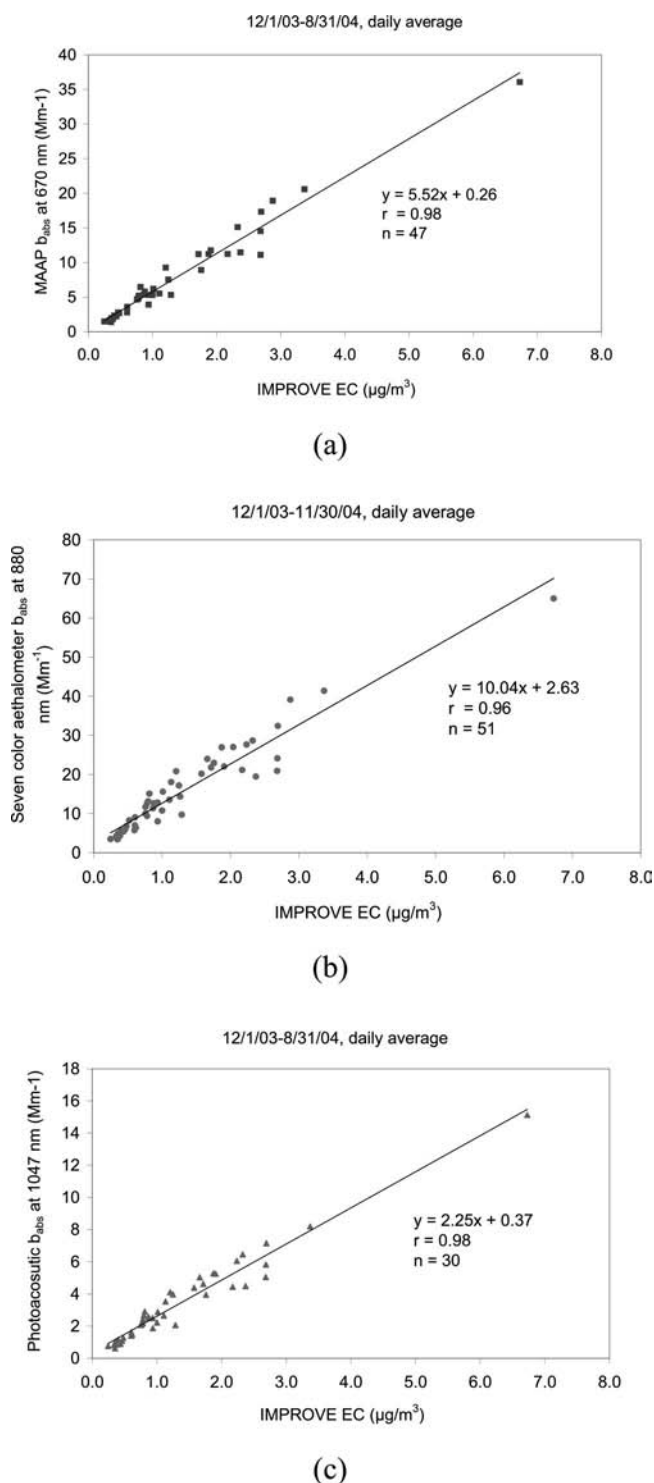 12/1/03-8/31/04, daily average
40
35
30
25
20
15
10
5
0
MAAP babs at 670 nm (Mm-1)
y = 5.52x + 0.26
r = 0.98
n = 47
0.0 1.0 2.0 3.0 4.0 5.0 6.0 7.0 8.0
IMPROVE EC (µg/m³)
(a)
12/1/03-11/30/04, daily average
80
70
60
50
40
30
20
10
0
Seven color aethalometer babs at 880
nm (Mm⁻¹)
y = 10.04x + 2.63
r = 0.96
n = 51
0.0 1.0 2.0 3.0 4.0 5.0 6.0 7.0 8.0
IMPROVE EC (µg/m³)
(b)
12/1/03-8/31/04, daily average
18
16
14
12
10
8
6
4
2
0
Photoacosutic babs at 1047 nm (Mm-1)
y = 2.25x + 0.37
r = 0.98
n = 30
0.0 1.0 2.0 3.0 4.0 5.0 6.0 7.0 8.0
IMPROVE EC (µg/m³)
(c)